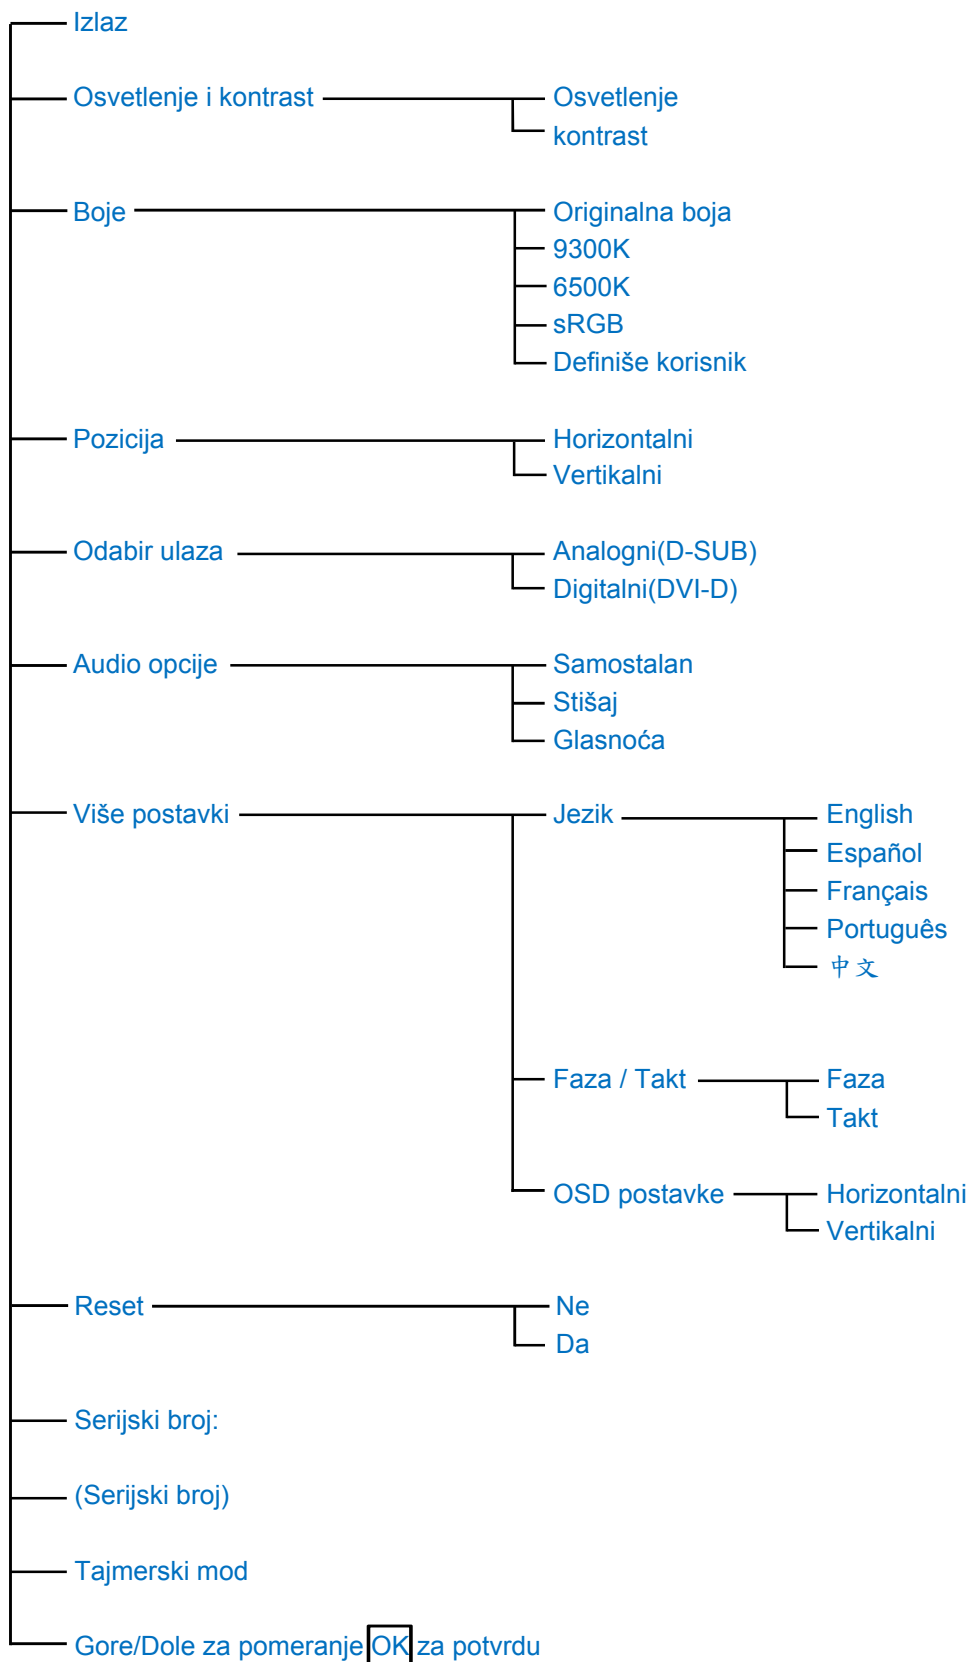 Izlaz
Osvetlenje i kontrast
Osvetlenje
kontrast
Boje
Originalna boja
9300K
6500K
sRGB
Definiše korisnik
Pozicija
Horizontalni
Vertikalni
Odabir ulaza
Analogni(D-SUB)
Digitalni(DVI-D)
Audio opcije
Samostalan
Stišaj
Glasnoća
Više postavki
Jezik
English
Español
Français
Português
中文
Faza / Takt
Faza
Takt
OSD postavke
Horizontalni
Vertikalni
Reset
Ne
Da
Serijski broj:
(Serijski broj)
Tajmerski mod
Gore/Dole za pomeranje OK za potvrdu